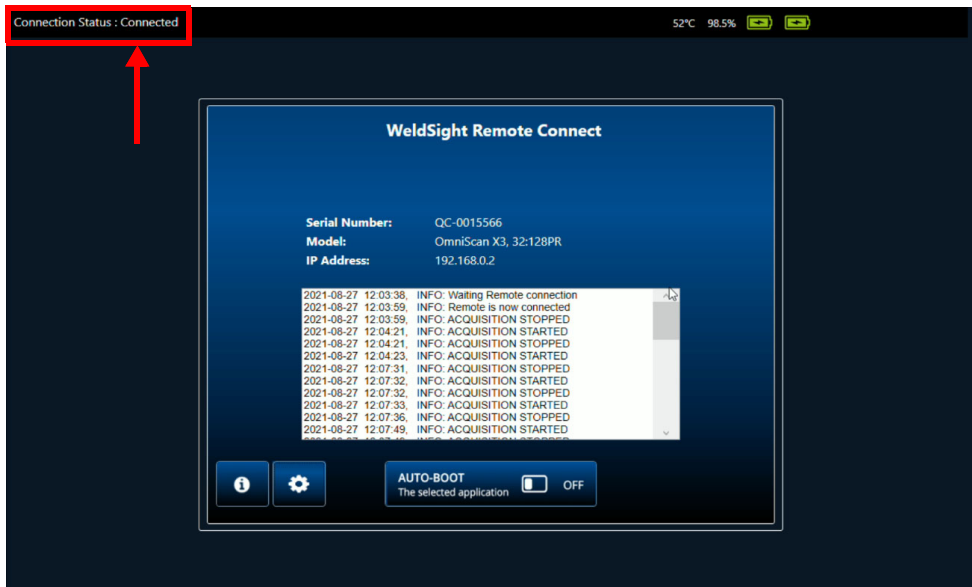 Connection Status : Connected
52°C 98.5%
WeldSight Remote Connect
Serial Number: QC-0015566
Model: OmniScan X3, 32:128PR
IP Address: 192.168.0.2
2021-08-27 12:03:38, INFO: Waiting Remote connection
2021-08-27 12:03:59, INFO: Remote is now connected
2021-08-27 12:03:59, INFO: ACQUISITION STOPPED
2021-08-27 12:04:21, INFO: ACQUISITION STARTED
2021-08-27 12:04:21, INFO: ACQUISITION STOPPED
2021-08-27 12:04:23, INFO: ACQUISITION STARTED
2021-08-27 12:07:31, INFO: ACQUISITION STOPPED
2021-08-27 12:07:32, INFO: ACQUISITION STARTED
2021-08-27 12:07:32, INFO: ACQUISITION STOPPED
2021-08-27 12:07:33, INFO: ACQUISITION STARTED
2021-08-27 12:07:36, INFO: ACQUISITION STOPPED
2021-08-27 12:07:49, INFO: ACQUISITION STARTED
AUTO-BOOT
The selected application
OFF